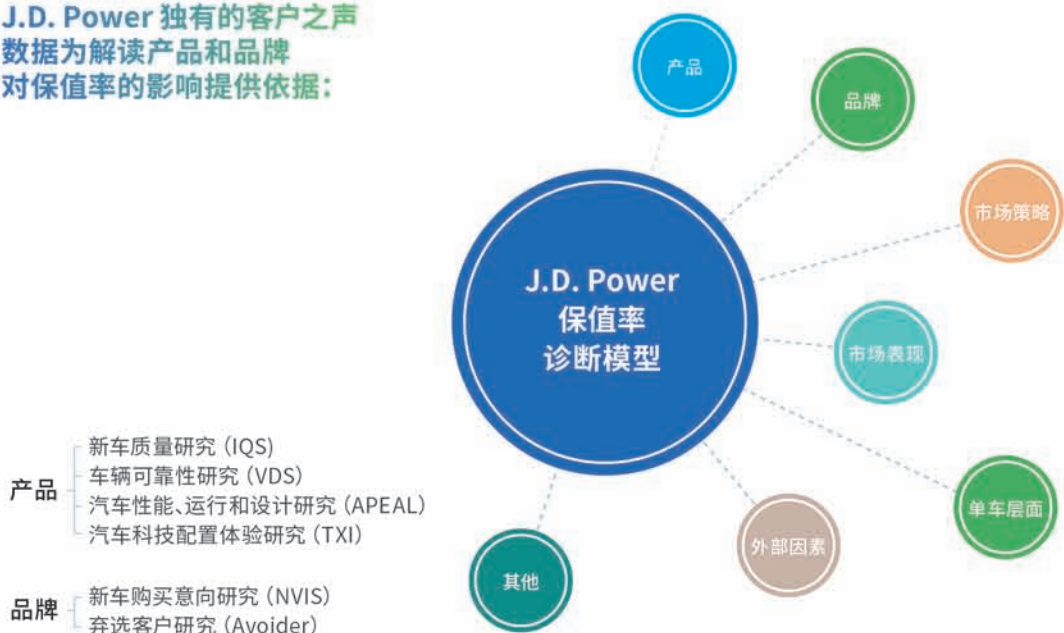 J.D. Power 独有的客户之声
数据为解读产品和品牌
对保值率的影响提供依据：
产品
品牌
市场策略
市场表现
单车层面
外部因素
其他
J.D. Power
保值率
诊断模型
产品
新车质量研究（IQS)
车辆可靠性研究（VDS）
汽车性能、运行和设计研究（APEAL）
汽车科技配置体验研究（TXI）
品牌
新车购买意向研究（NVIS）
弃选客户研究（Avoider）